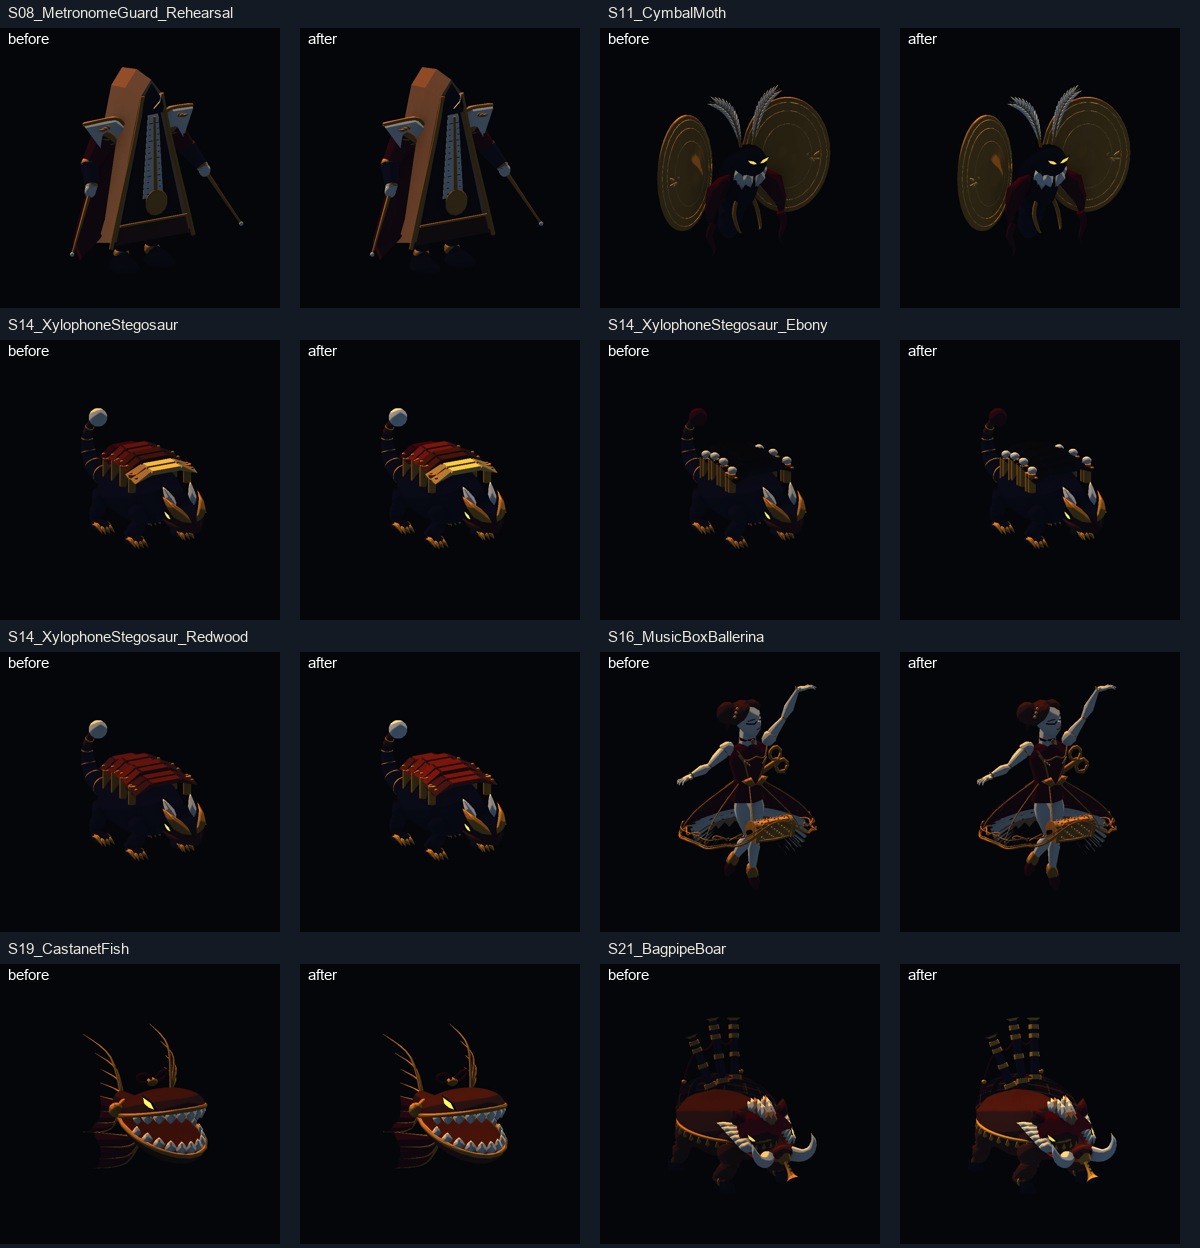 S08_MetronomeGuard_Rehearsal
before
after
S11_CymbalMoth
before
after
S14_XylophoneStegosaur
before
after
S14_XylophoneStegosaur_Ebony
before
after
S14_XylophoneStegosaur_Redwood
before
after
S16_MusicBoxBallerina
before
after
S19_CastanetFish
before
after
S21_BagpipeBoar
before
after